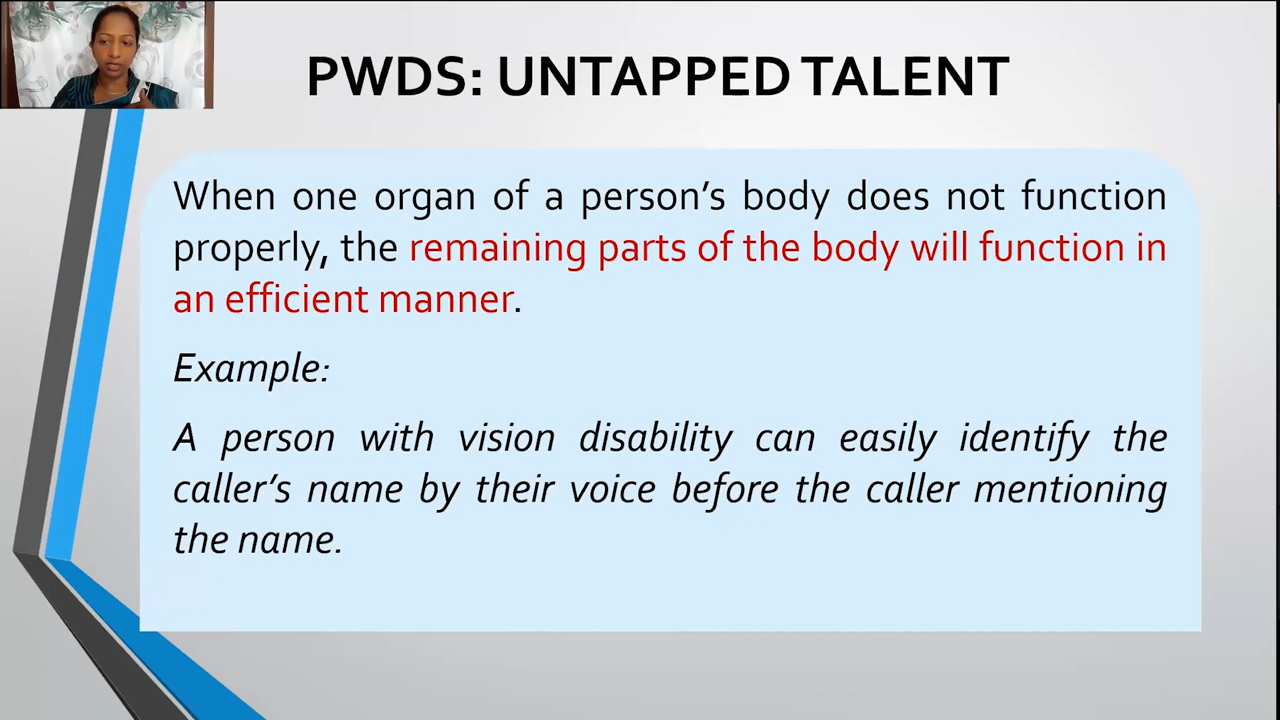 PWDS: UNTAPPED TALENT
When one organ of a person’s body does not function
properly, the remaining parts of the body will function in
an efficient manner.
Example:
A person with vision disability can easily identify the
caller’s name by their voice before the caller mentioning
the name.